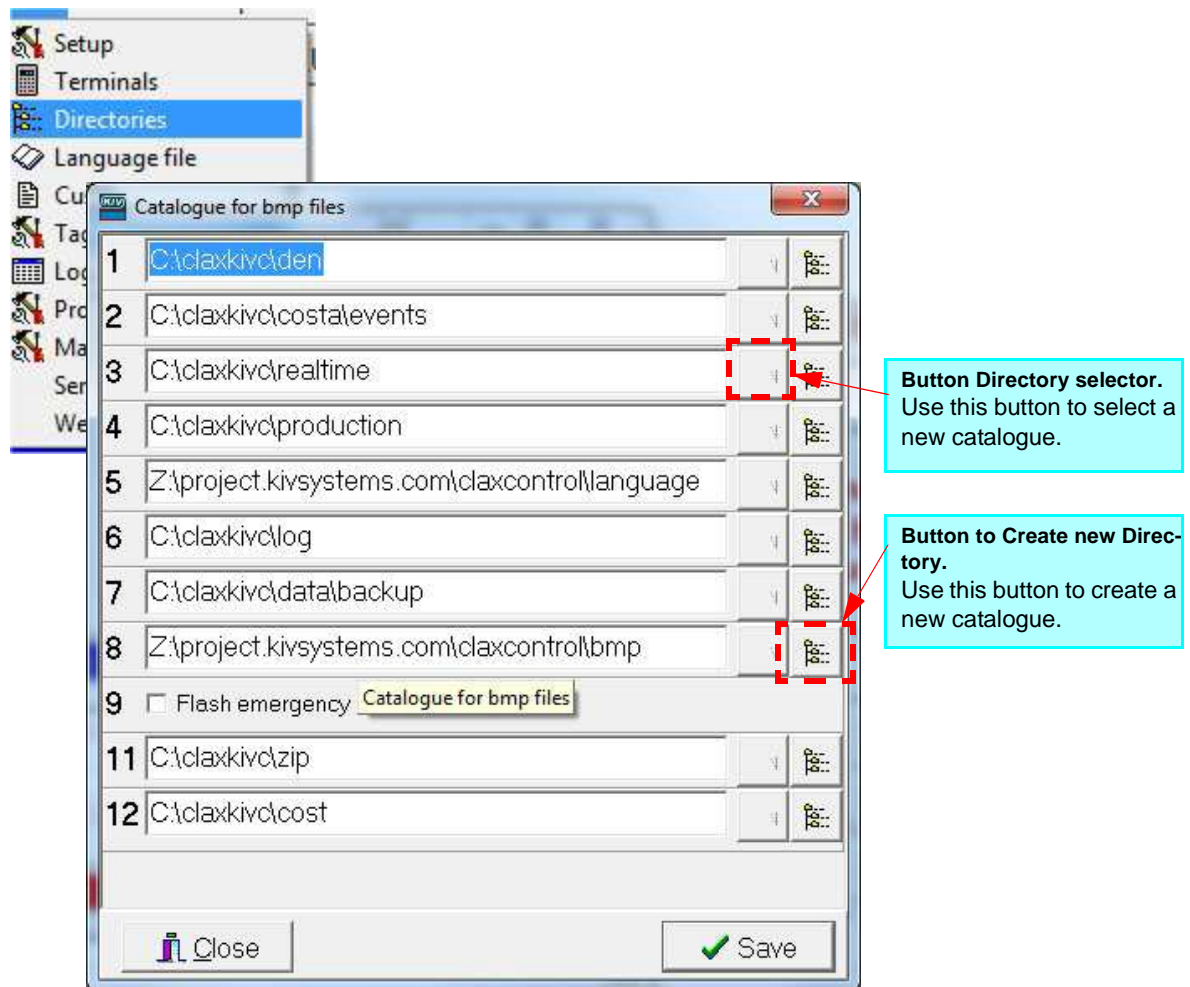 Setup
Terminals
Directories
Language file
Cu
Tag
Log
Pro
Ma
Ser
We
KIV Catalogue for bmp files
1 C:\claxkivc\den
2 C:\claxkivc\costa\events
3 C:\claxkivc\realtime
4 C:\claxkivc\production
5 Z:\project.kivsystems.com\claxcontrol\language
6 C:\claxkivc\log
7 C:\claxkivc\data\backup
8 Z:\project.kivsystems.com\claxcontrol\bmp
9 Flash emergency
Catalogue for bmp files
11 C:\claxkivc\zip
12 C:\claxkivc\cost
Close
Save
Button Directory selector.
Use this button to select a
new catalogue.
Button to Create new Direc-
tory.
Use this button to create a
new catalogue.